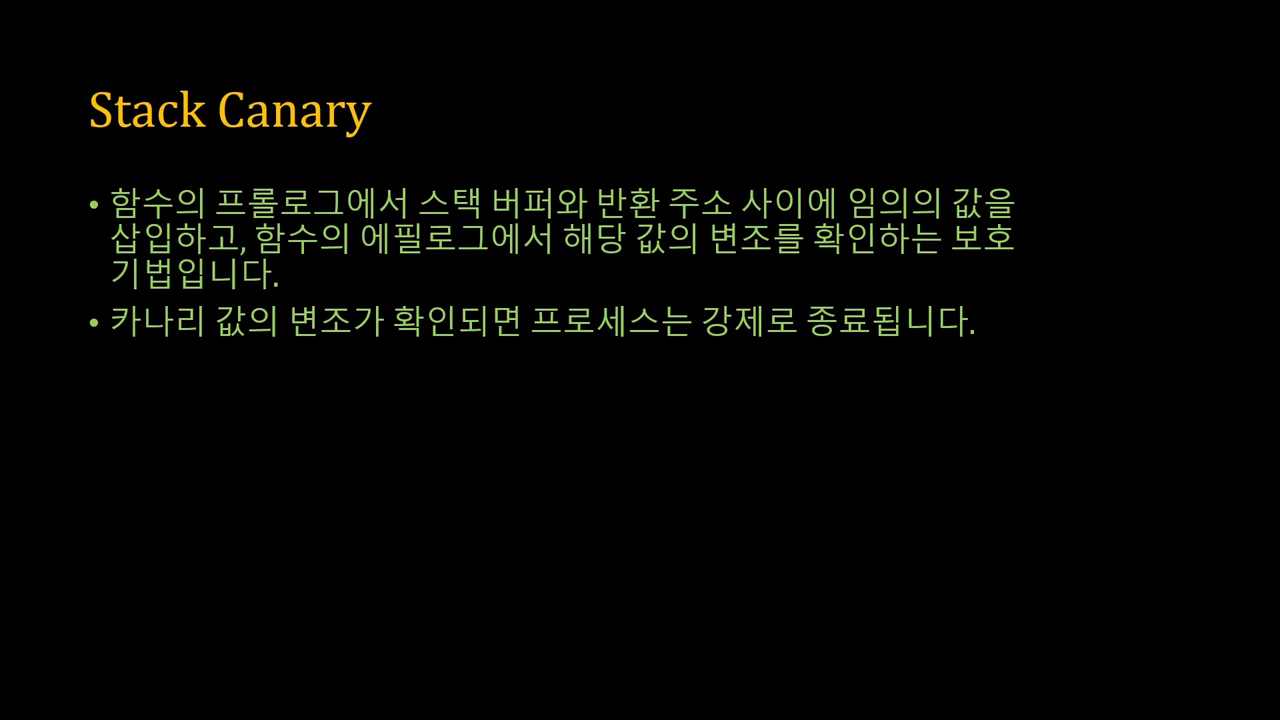 Stack Canary
• 함수의 프롤로그에서 스택 버퍼와 반환 주소 사이에 임의의 값을
삽입하고, 함수의 에필로그에서 해당 값의 변조를 확인하는 보호
기법입니다.
• 카나리 값의 변조가 확인되면 프로세스는 강제로 종료됩니다.